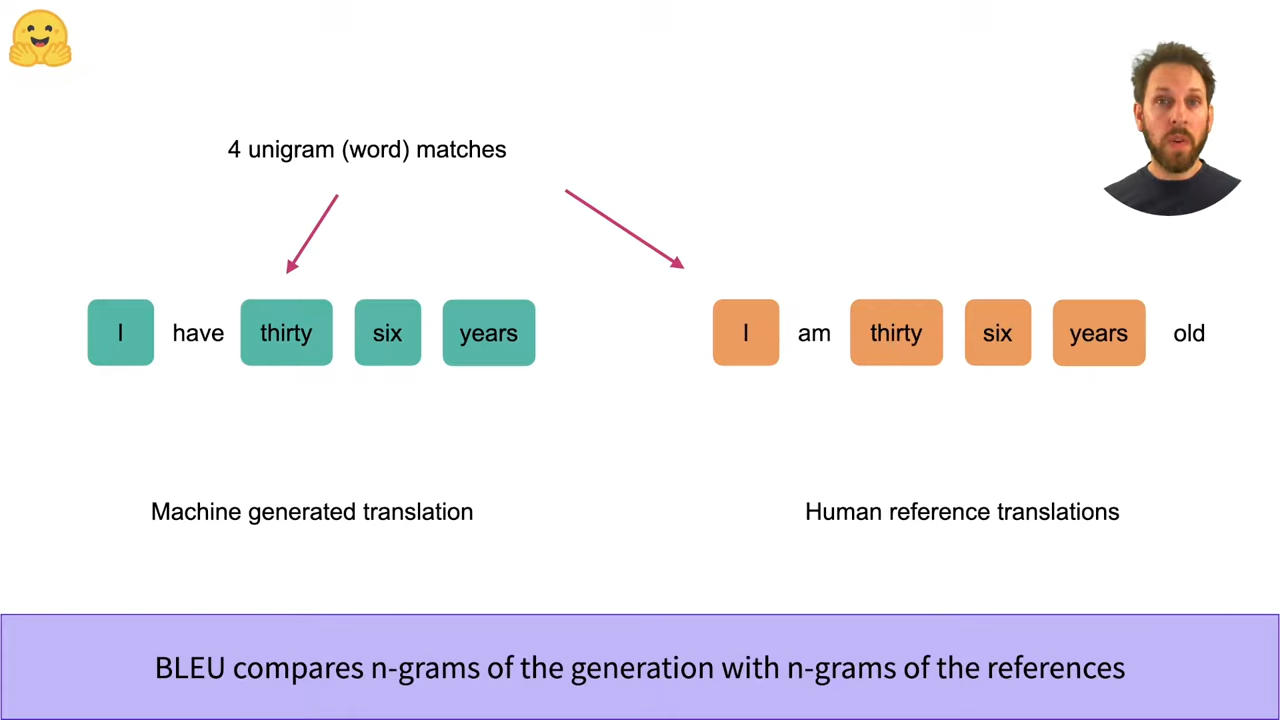 4 unigram (word) matches
I have thirty six years
I am thirty six years old
Machine generated translation
Human reference translations
BLEU compares n-grams of the generation with n-grams of the references